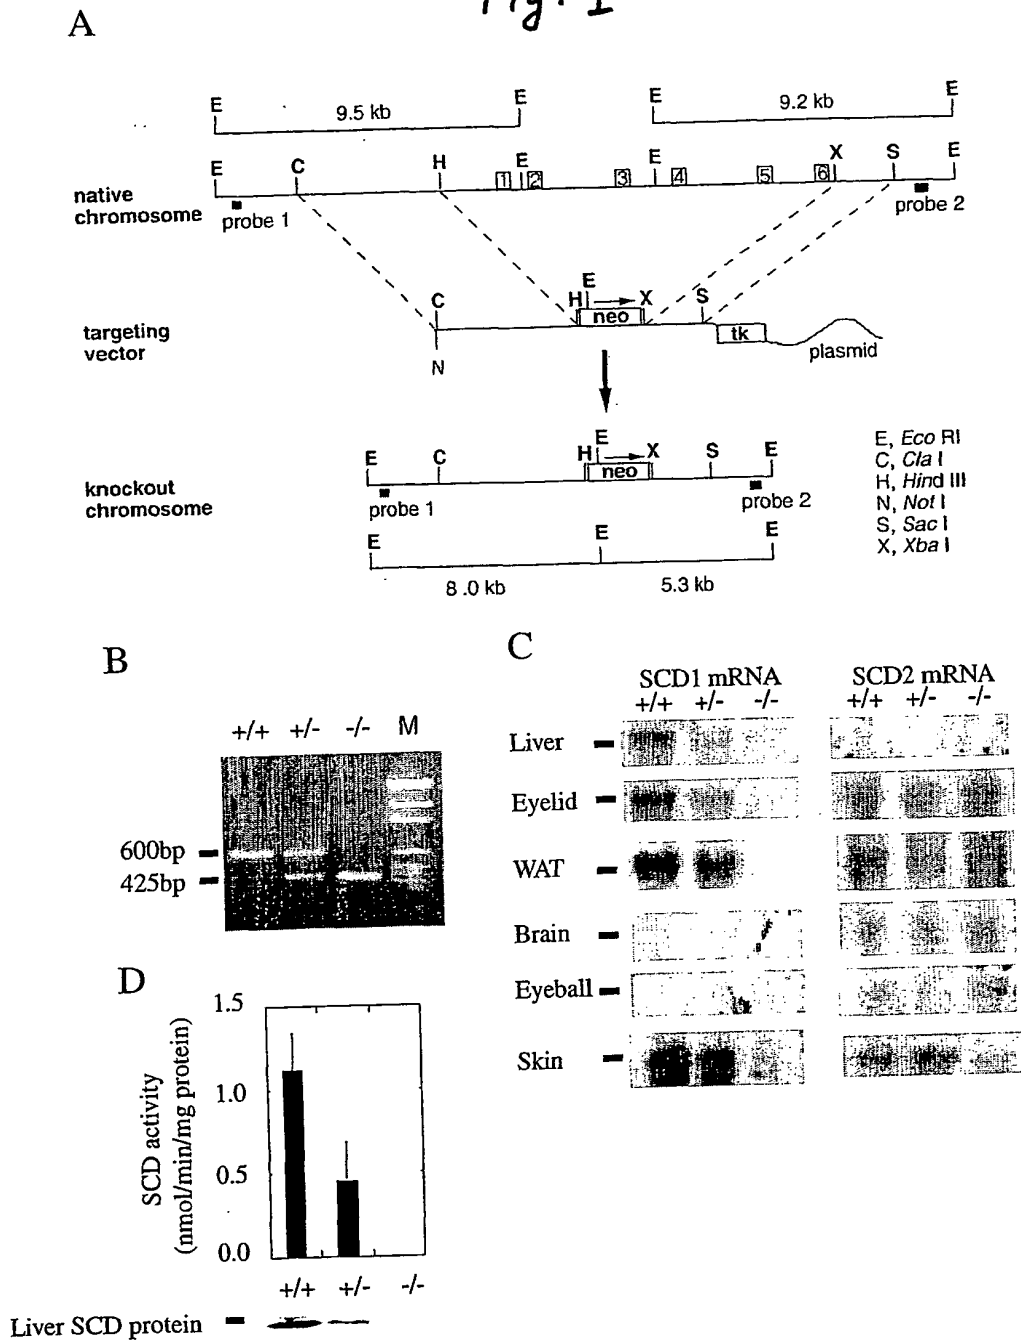 Fig. 1
A
E 9.5 kb E E 9.2 kb E
E C H 1 E 2 3 E 4 5 6 X S E
native
chromosome
probe 1 probe 2
C H E neo X S
targeting
vector
tk
N
plasmid
E C H E neo X S E
knockout
chromosome
probe 1 probe 2
E E E
8.0 kb 5.3 kb
E, Eco RI
C, Cla I
H, Hind III
N, Not I
S, Sac I
X, Xba I
B
+/+ +/- -/- M
600bp
425bp
C
SCD1 mRNA SCD2 mRNA
+/+ +/- -/- +/+ +/- -/-
Liver
Eyelid
WAT
Brain
Eyeball
Skin
D
SCD activity
(nmol/min/mg protein)
1.5
1.0
0.5
0.0
+/+ +/- -/-
Liver SCD protein